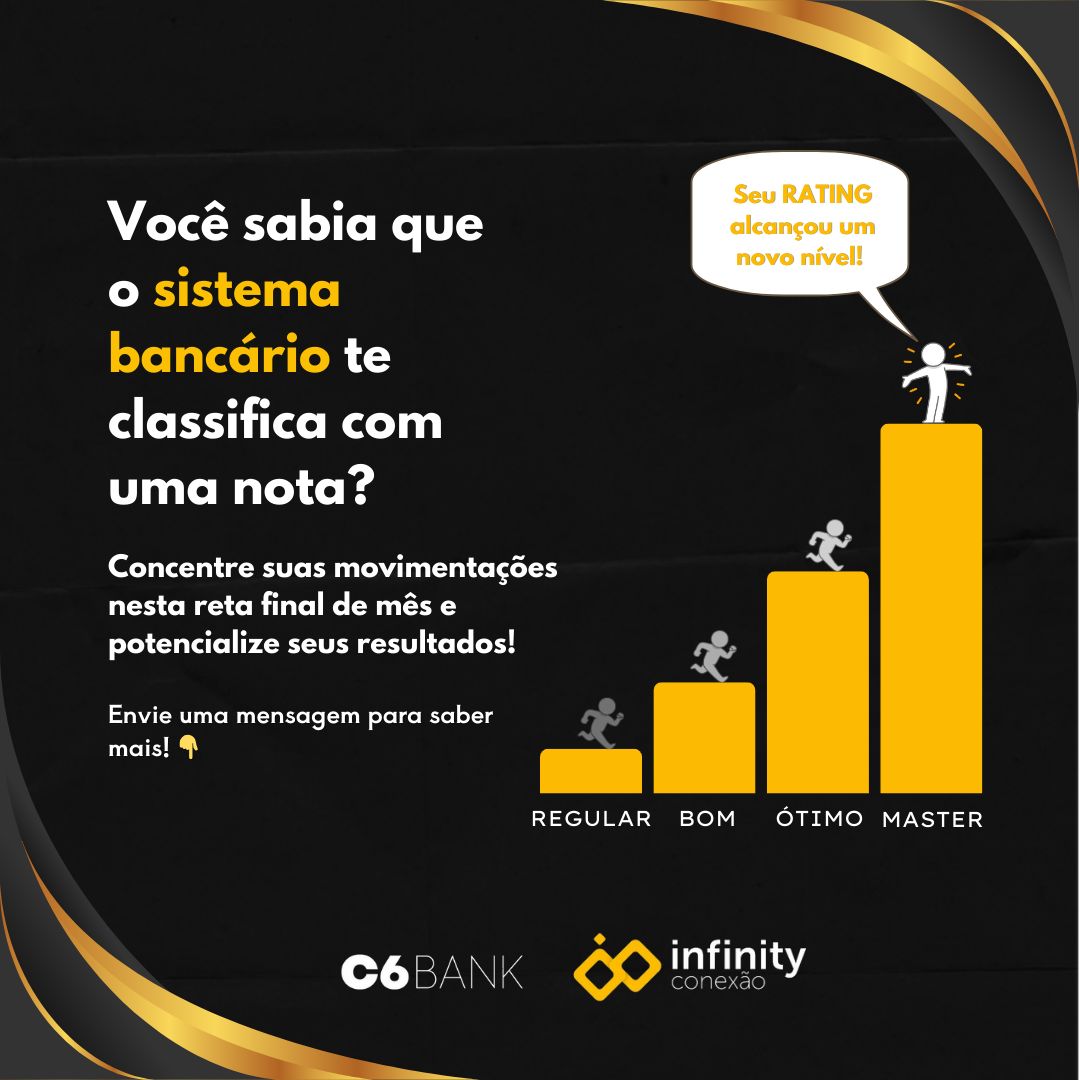 Você sabia que
o sistema
bancário te
classifica com
uma nota?
Concentre suas movimentações
nesta reta final de mês e
potencialize seus resultados!
Envie uma mensagem para saber
mais! 👇
Seu RATING
alcançou um
novo nível!
REGULAR BOM ÓTIMO MASTER
C6 BANK
infinity
conexão